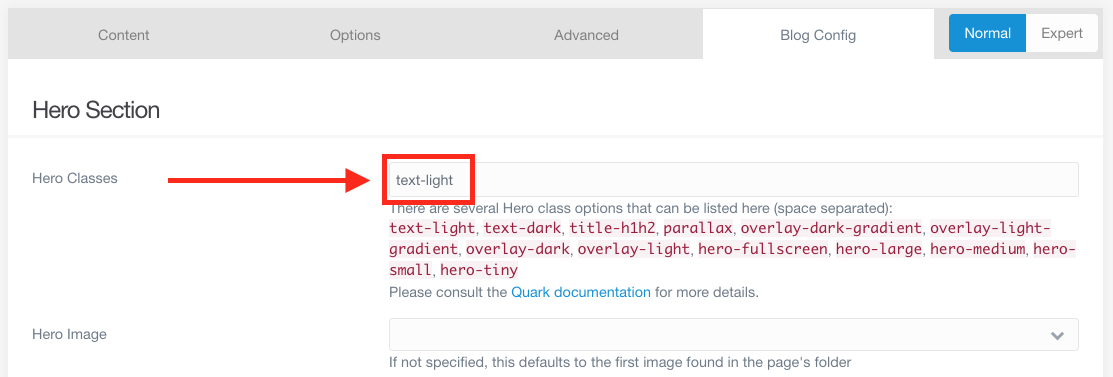 Content Options Advanced Blog Config Normal Expert
Hero Section
Hero Classes text-light
There are several Hero class options that can be listed here (space separated):
text-light, text-dark, title-h1h2, parallax, overlay-dark-gradient, overlay-light-
gradient, overlay-dark, overlay-light, hero-fullscreen, hero-large, hero-medium, hero-
small, hero-tiny
Please consult the Quark documentation for more details.
Hero Image
If not specified, this defaults to the first image found in the page's folder